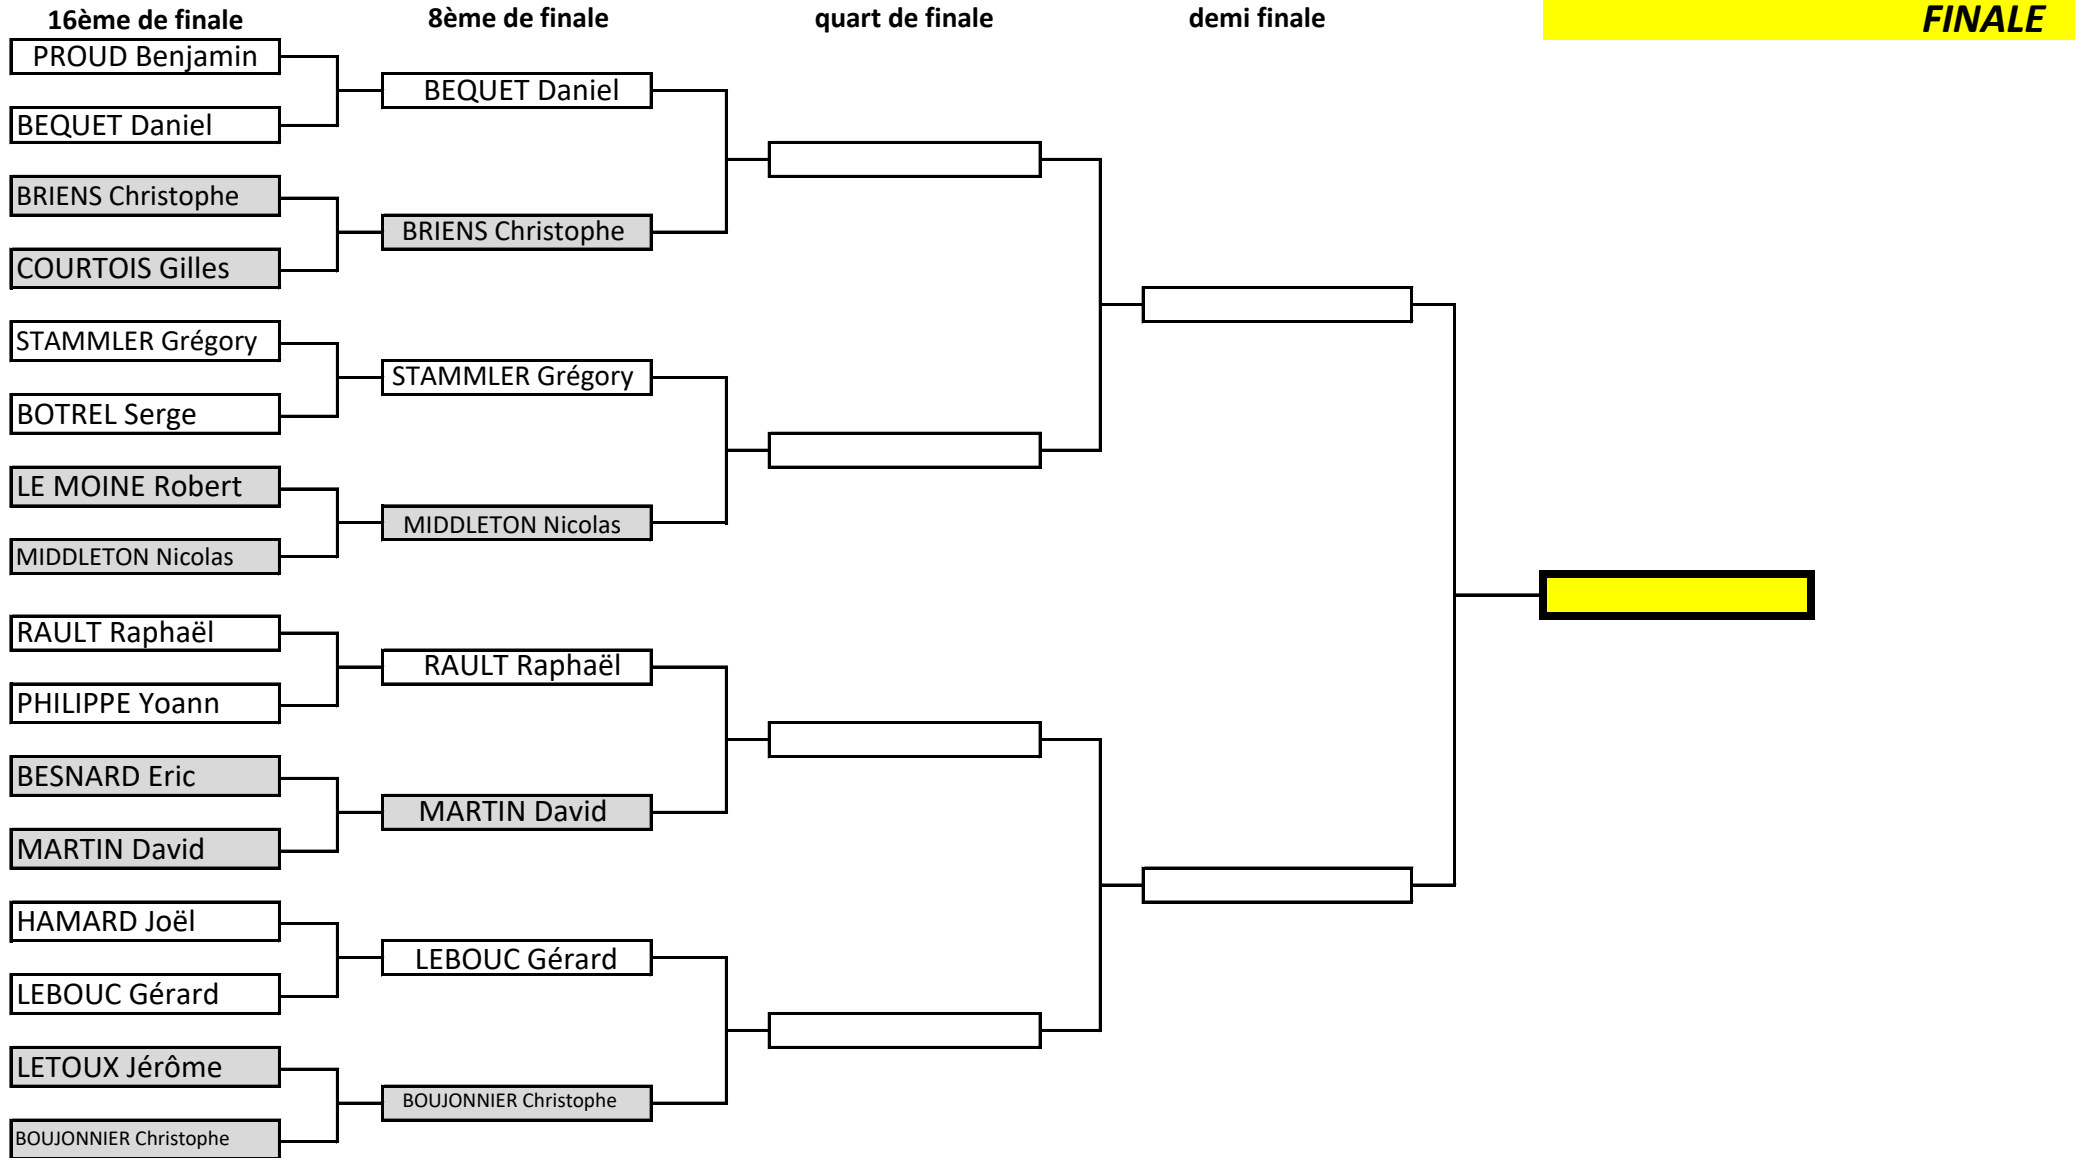 16ème de finale
8ème de finale
quart de finale
demi finale
FINALE
PROUD Benjamin
BEQUET Daniel
BEQUET Daniel
BRIENS Christophe
BRIENS Christophe
COURTOIS Gilles
STAMMLER Grégory
STAMMLER Grégory
BOTREL Serge
LE MOINE Robert
MIDDLETON Nicolas
MIDDLETON Nicolas
RAULT Raphaël
RAULT Raphaël
PHILIPPE Yoann
BESNARD Eric
MARTIN David
MARTIN David
HAMARD Joël
LEBOUC Gérard
LEBOUC Gérard
LETOUX Jérôme
BOUJONNIER Christophe
BOUJONNIER Christophe